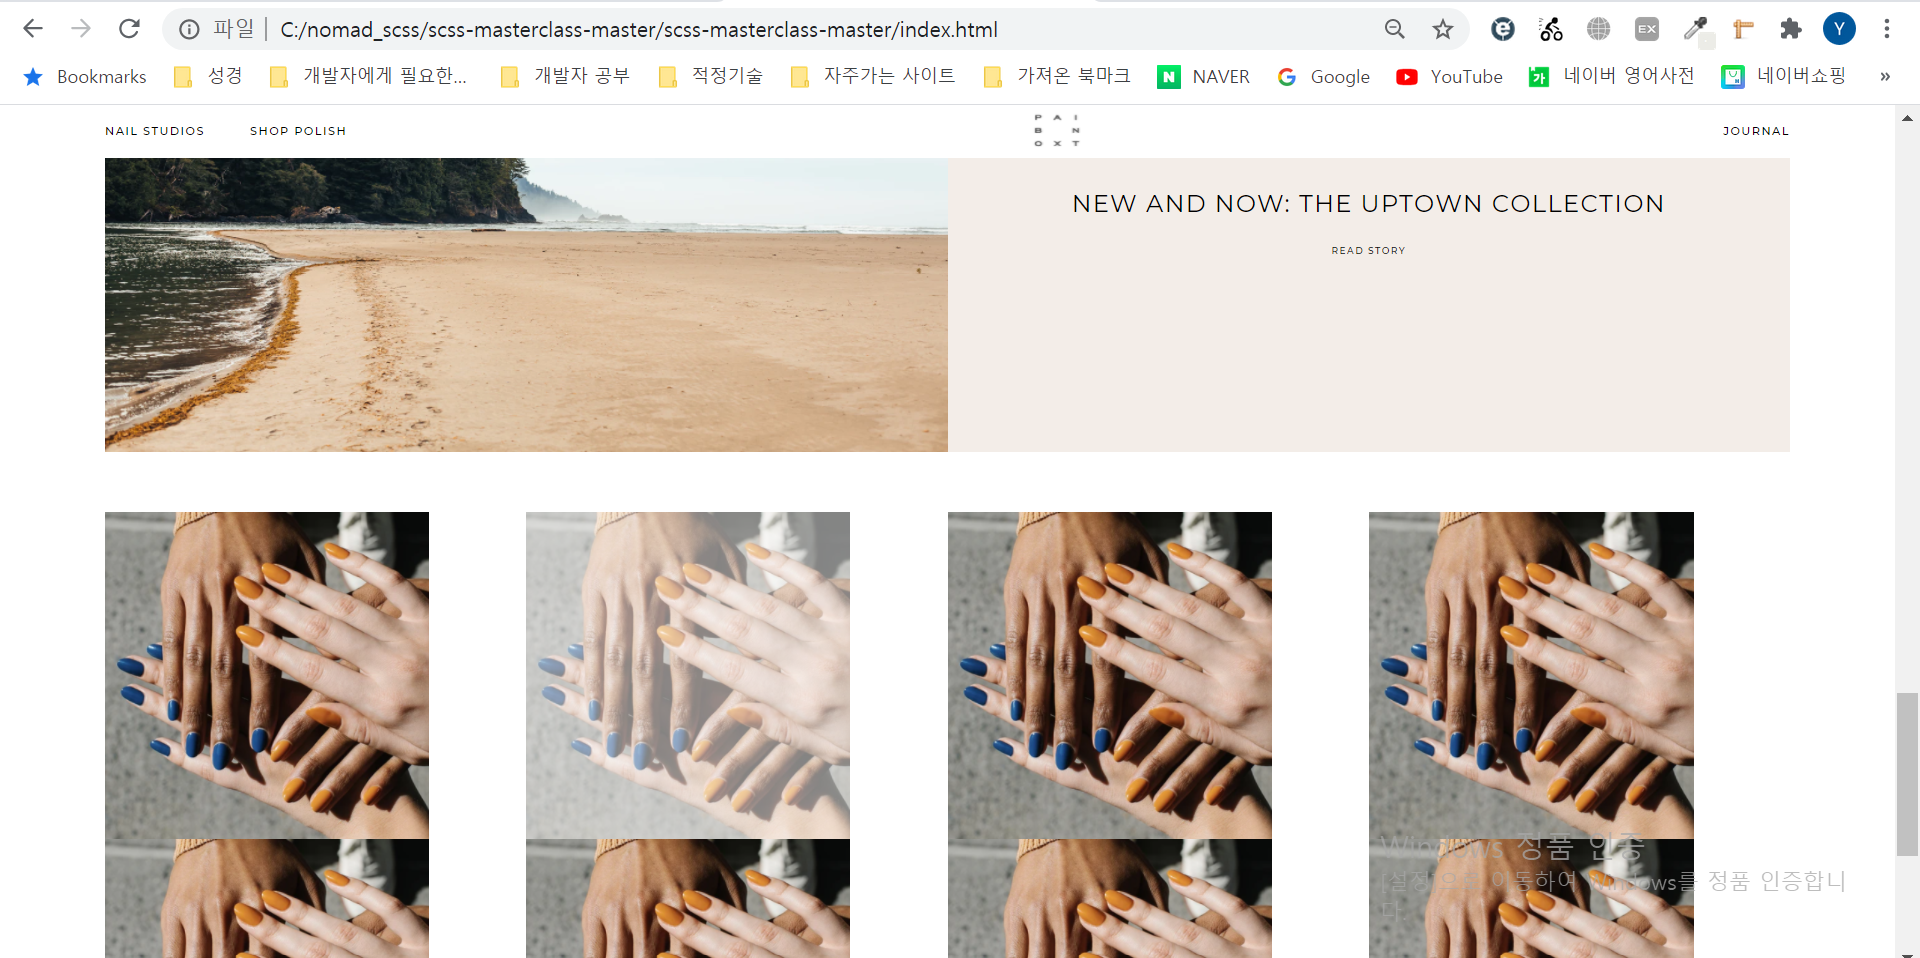 파일 C:/nomad_scss/scss-masterclass-master/scss-masterclass-master/index.html
EX
Y
Bookmarks 성경 개발자에게 필요한... 개발자 공부 적정기술 자주가는 사이트 가져온 북마크 N NAVER Google YouTube 가 네이버 영어사전 네이버쇼핑 »
NAIL STUDIOS SHOP POLISH
P A I
B N
O X T
JOURNAL
NEW AND NOW: THE UPTOWN COLLECTION
READ STORY
Windows 정품 인증
[설정]으로 이동하여 Windows를 정품 인증합니
다.